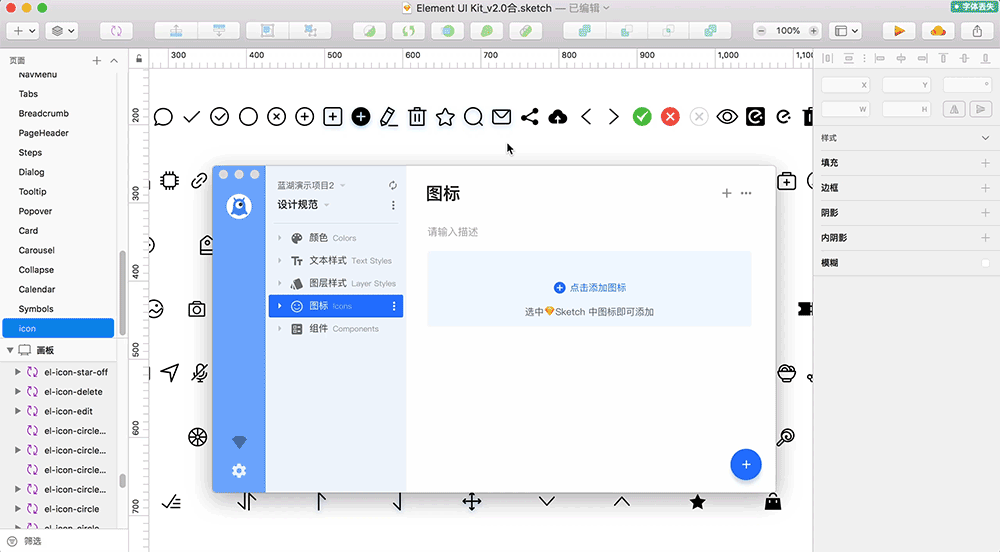 Element UI Kit_v2.0合.sketch — 已编辑
字体丢失
100%
页面
NavMenu
Tabs
Breadcrumb
PageHeader
Steps
Dialog
Tooltip
Popover
Card
Carousel
Collapse
Calendar
Symbols
icon
画板
el-icon-star-off
el-icon-delete
el-icon-edit
el-icon-circle...
el-icon-circle...
el-icon-circle...
el-icon-circle...
el-icon-circle
el-icon-circle...
筛选
300 400 500 600 700 800 900 1,000 1,100
200
300
400
500
600
700
蓝湖演示项目2
设计规范
颜色 Colors
文本样式 Text Styles
图层样式 Layer Styles
图标 Icons
组件 Components
图标
请输入描述
点击添加图标
选中 Sketch 中图标即可添加
X Y °
W H
样式
填充
边框
阴影
内阴影
模糊